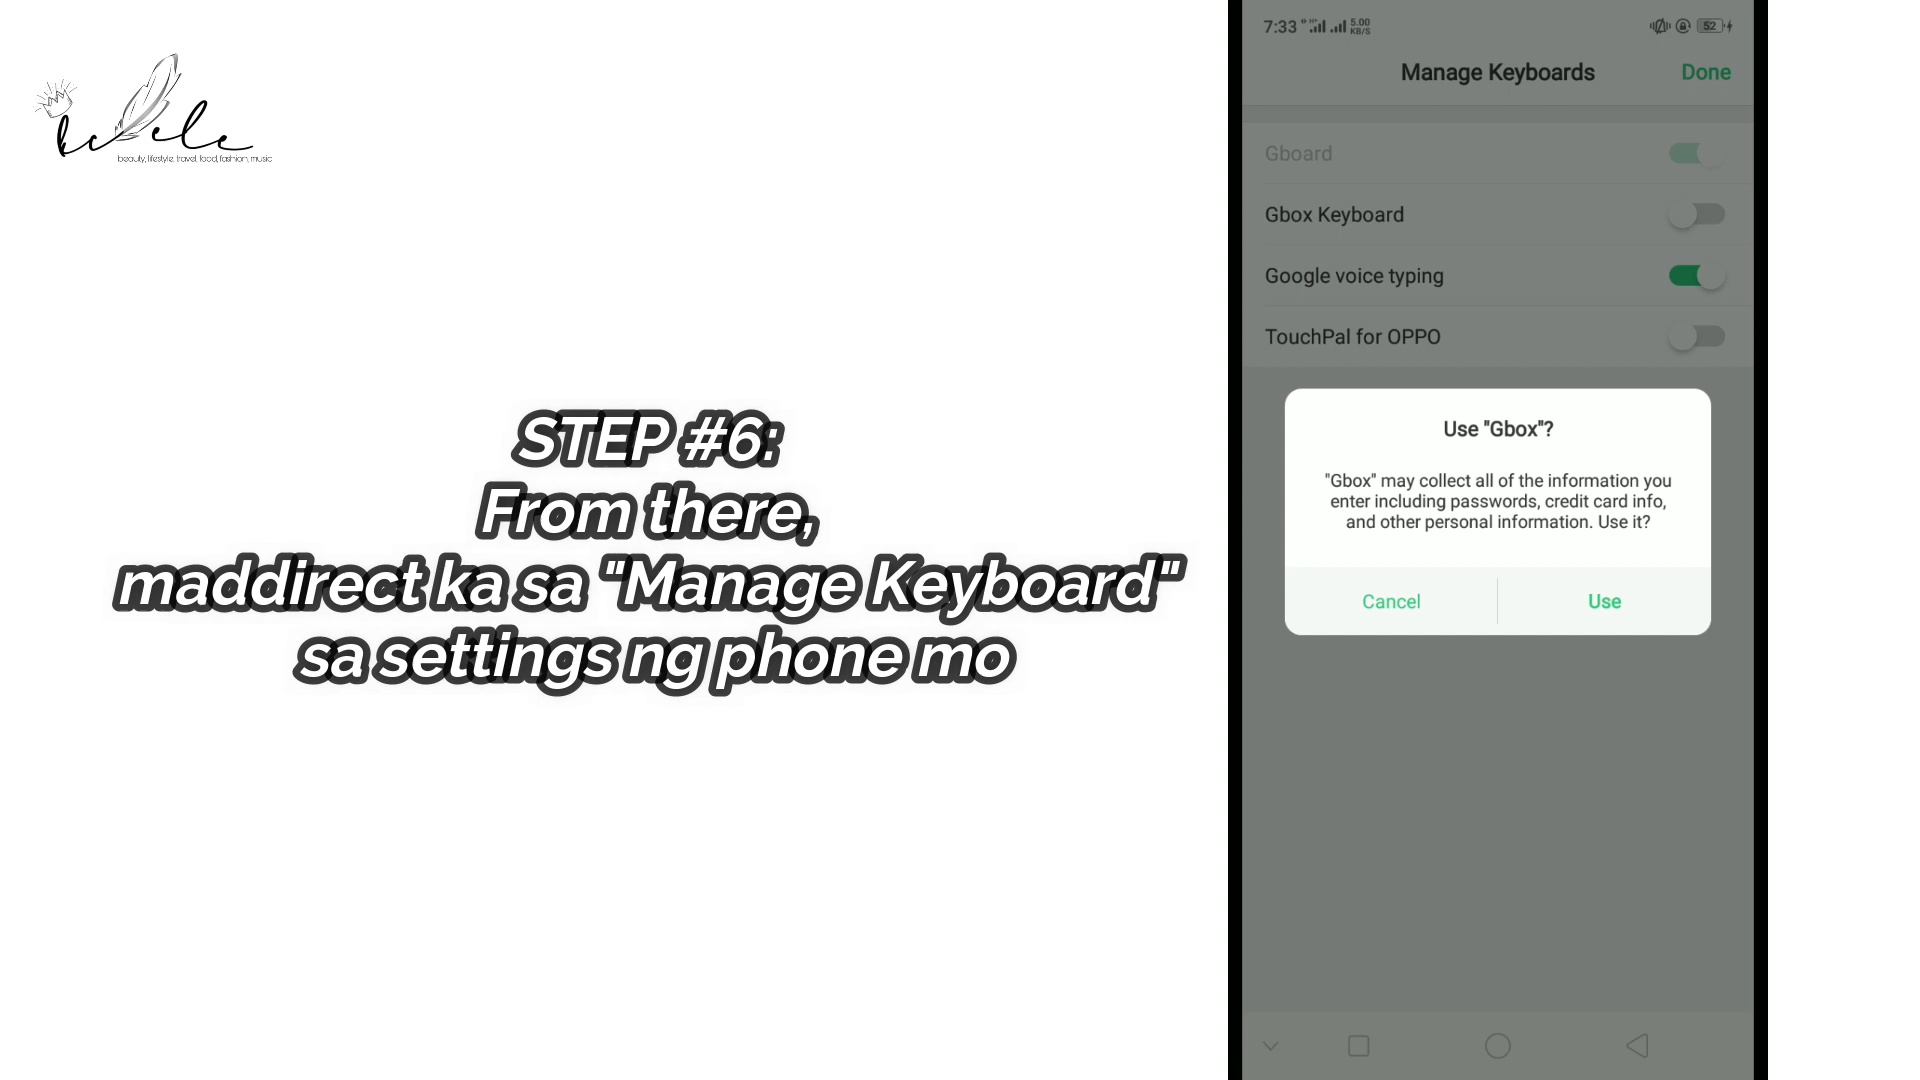 beauty, lifestyle, travel, food, fashion, music
STEP #6:
From there,
maddirect ka sa "Manage Keyboard"
sa settings ng phone mo
7:33 H+ 5.00 KB/S 52
Manage Keyboards Done
Gboard
Gbox Keyboard
Google voice typing
TouchPal for OPPO
Use "Gbox"?
"Gbox" may collect all of the information you
enter including passwords, credit card info,
and other personal information. Use it?
Cancel Use